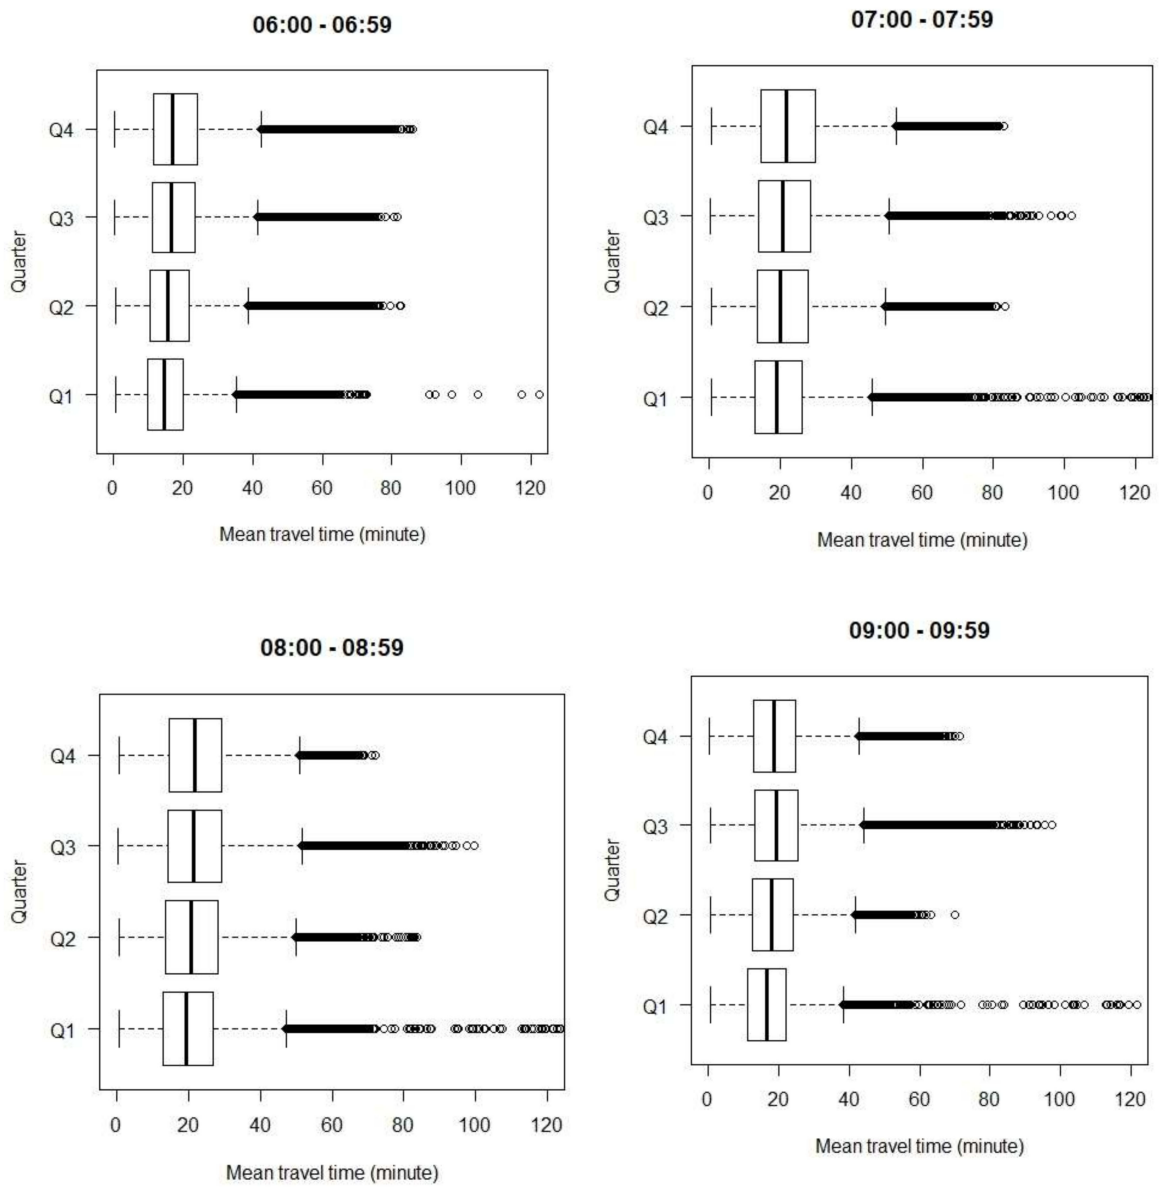 06:00 - 06:59
Quarter
Q4
Q3
Q2
Q1
0 20 40 60 80 100 120
Mean travel time (minute)
07:00 - 07:59
Quarter
Q4
Q3
Q2
Q1
0 20 40 60 80 100 120
Mean travel time (minute)
08:00 - 08:59
Quarter
Q4
Q3
Q2
Q1
0 20 40 60 80 100 120
Mean travel time (minute)
09:00 - 09:59
Quarter
Q4
Q3
Q2
Q1
0 20 40 60 80 100 120
Mean travel time (minute)